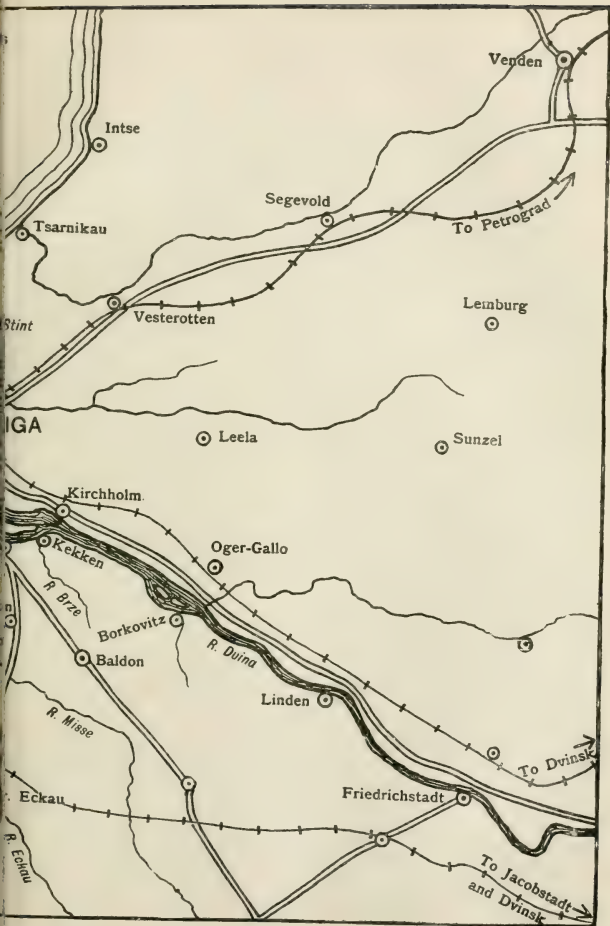 Venden
Intse
Segevold
Tsarnikau
To Petrograd
Lemburg
Vesterotten
Stint
IGA
Leela
Sunzel
Kirchholm
Oger-Gallo
Kekken
R. Brze
Borkovitz
R. Duina
Baldon
Linden
R. Misse
To Dvinsk
Friedrichstadt
Eckau
R. Eckau
To Jacobstadt
and Dvinsk